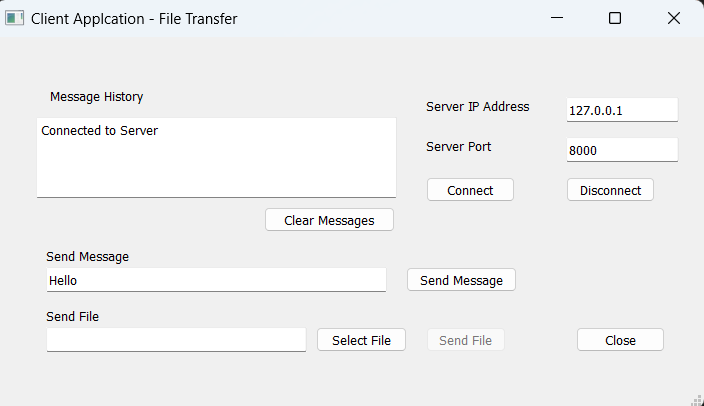 Client Applcation - File Transfer
Message History
Connected to Server
Clear Messages
Server IP Address 127.0.0.1
Server Port 8000
Connect Disconnect
Send Message
Hello Send Message
Send File
Select File Send File Close